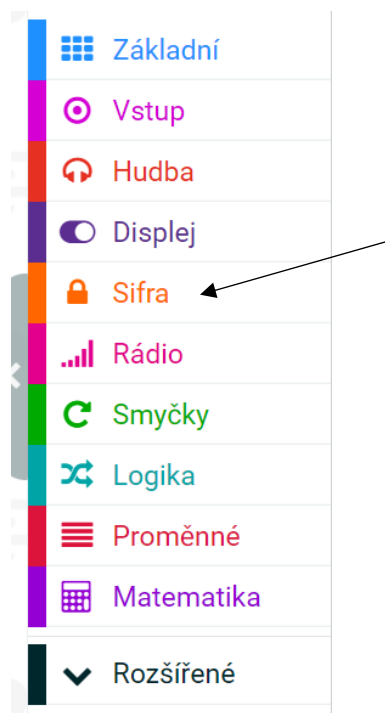 Základní
Vstup
Hudba
Displej
Sifra
Rádio
Smyčky
Logika
Proměnné
Matematika
Rozšířené